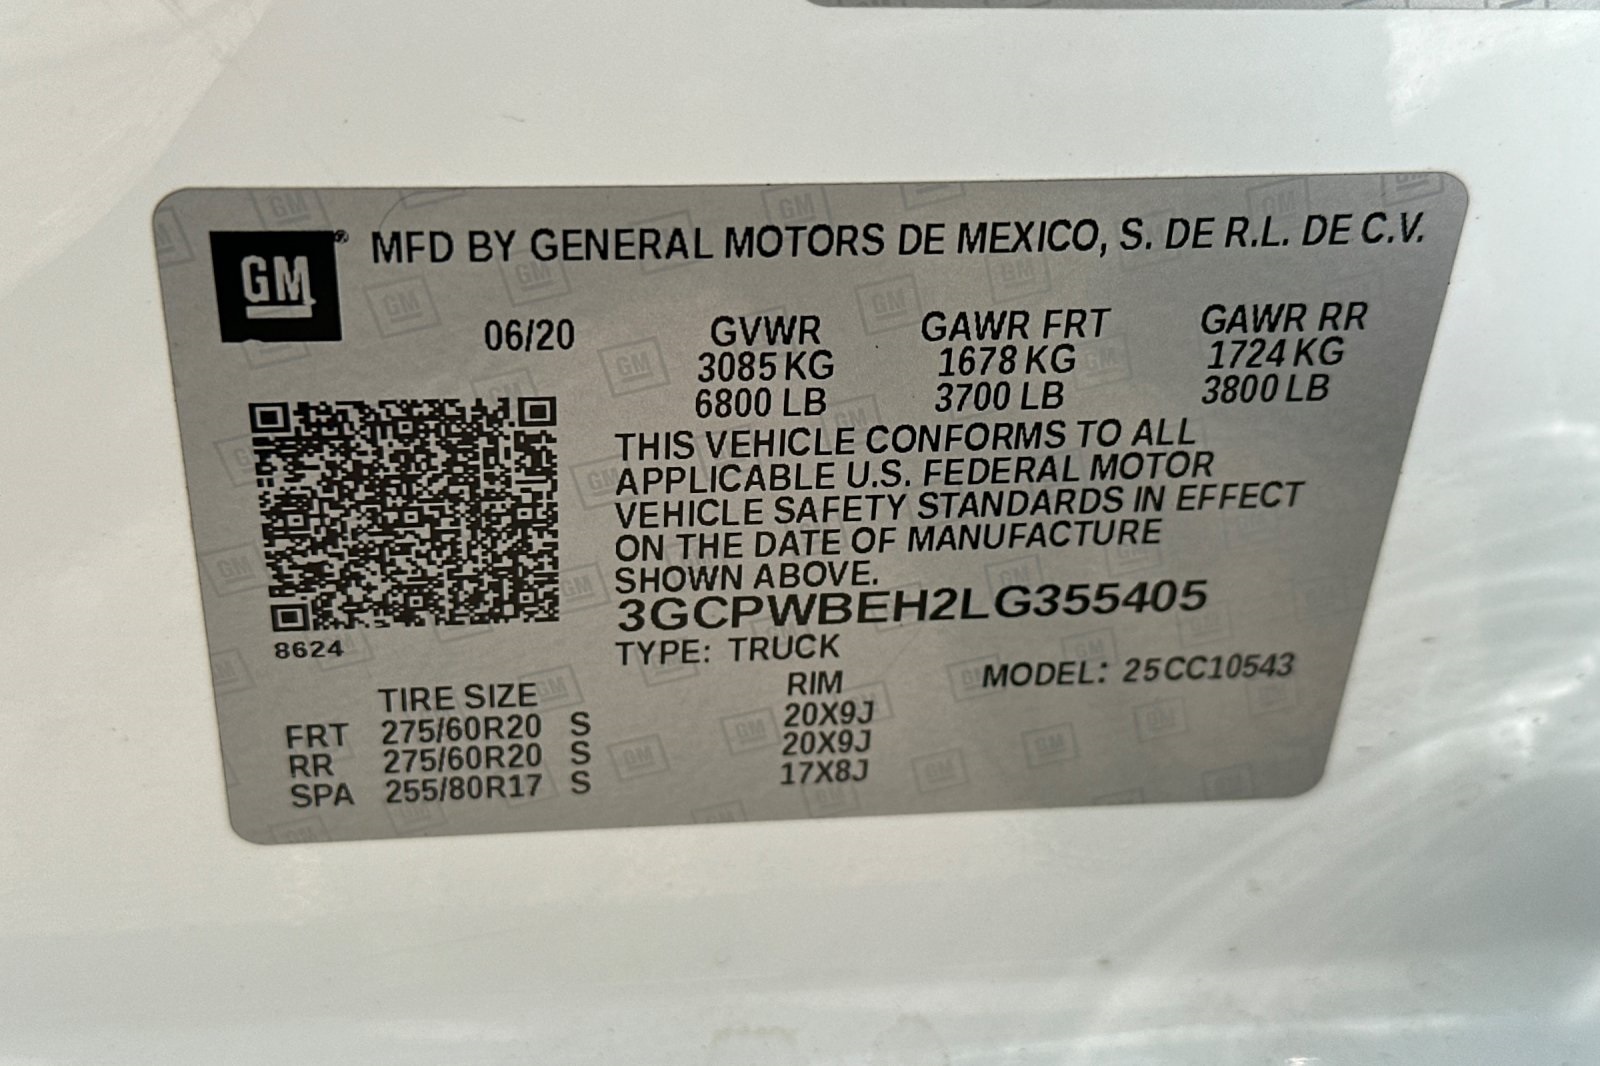 GM® MFD BY GENERAL MOTORS DE MEXICO, S. DE R.L. DE C.V.
06/20 GVWR GAWR FRT GAWR RR
3085 KG 1678 KG 1724 KG
6800 LB 3700 LB 3800 LB
THIS VEHICLE CONFORMS TO ALL
APPLICABLE U.S. FEDERAL MOTOR
VEHICLE SAFETY STANDARDS IN EFFECT
ON THE DATE OF MANUFACTURE
SHOWN ABOVE.
3GCPWBEH2LG355405
8624
TYPE: TRUCK
MODEL: 25CC10543
TIRE SIZE RIM
FRT 275/60R20 S 20X9J
RR 275/60R20 S 20X9J
SPA 255/80R17 S 17X8J